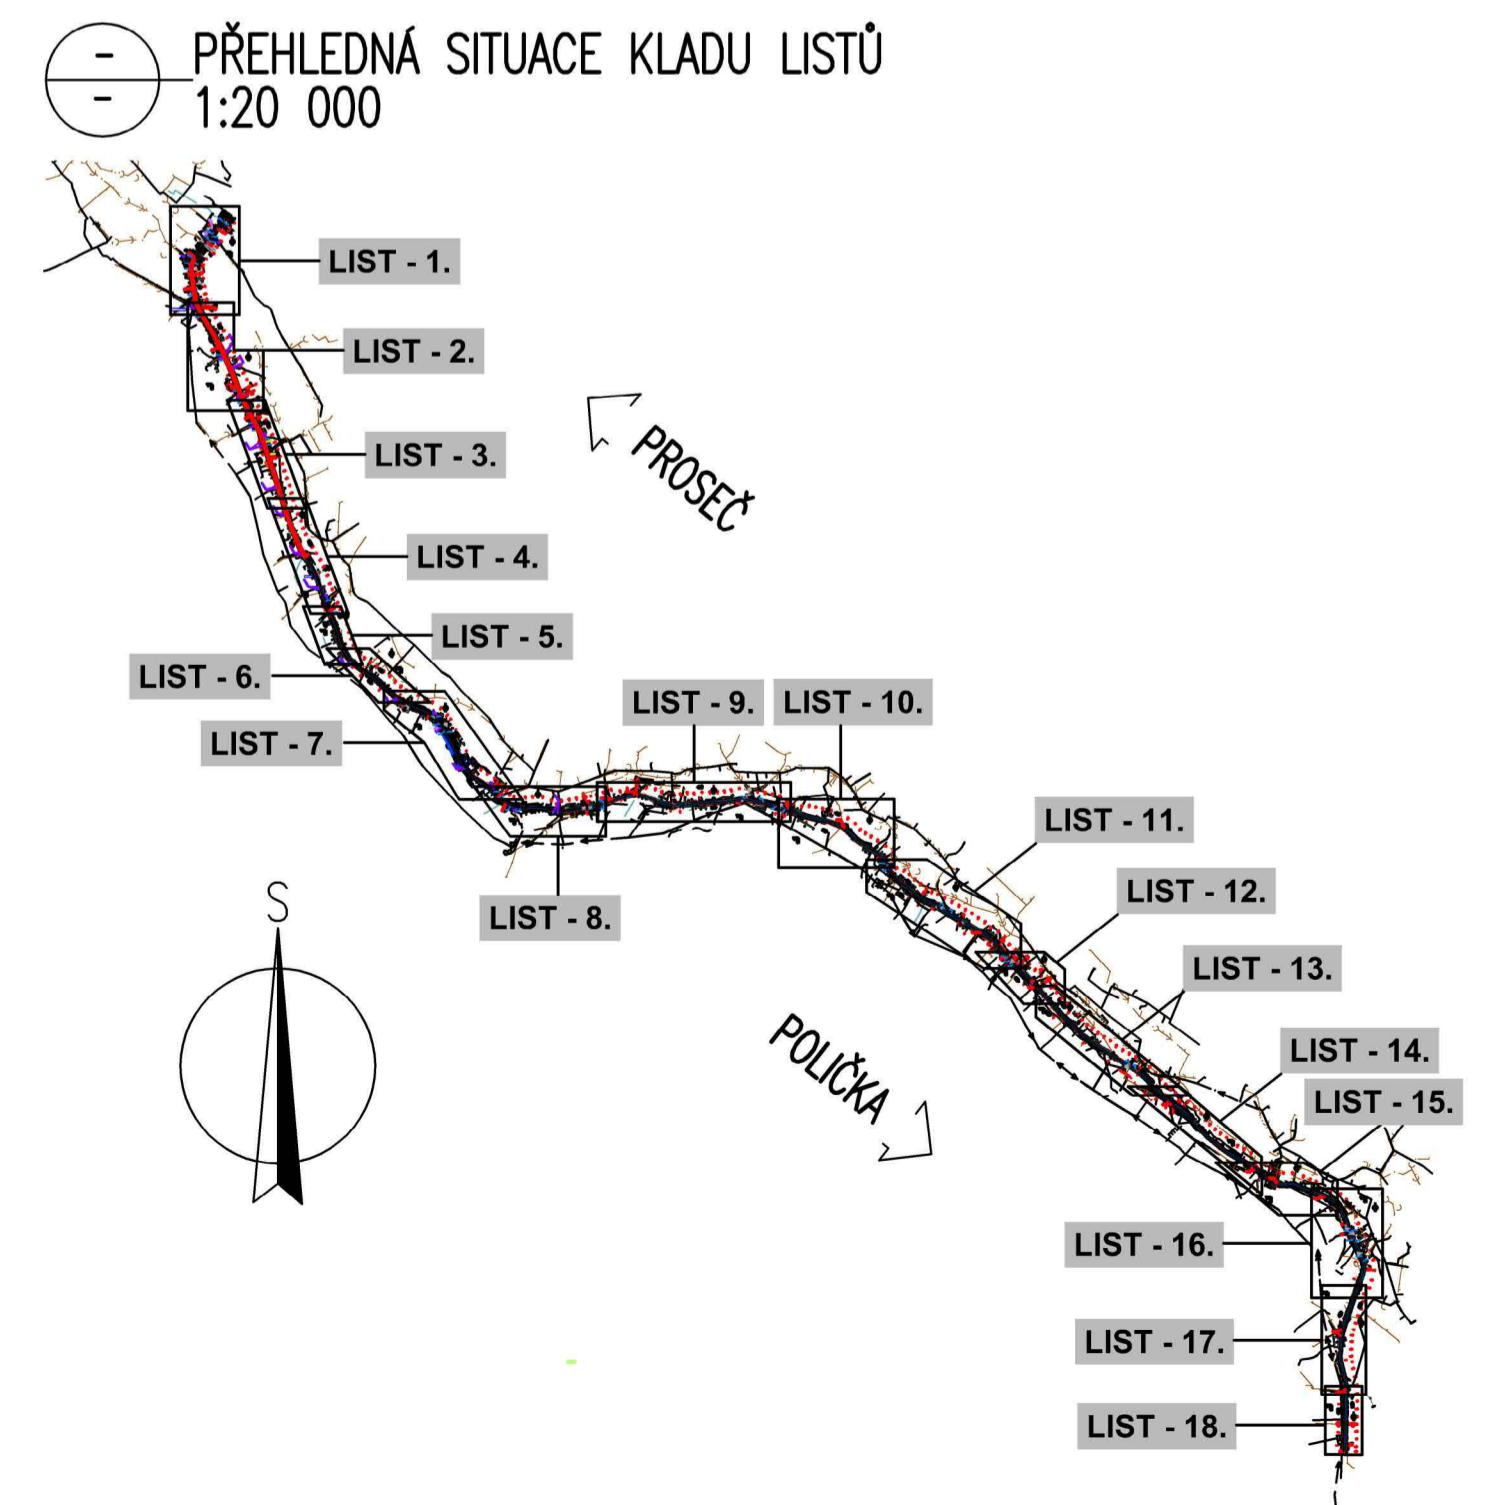 PŘEHLEDNÁ SITUACE KLADU LISTŮ
1:20 000
LIST - 1.
LIST - 2.
LIST - 3.
PROSEČ
LIST - 4.
LIST - 5.
LIST - 6.
LIST - 7.
LIST - 9.
LIST - 10.
LIST - 11.
LIST - 12.
LIST - 8.
S
LIST - 13.
POLIČKA
LIST - 14.
LIST - 15.
LIST - 16.
LIST - 17.
LIST - 18.